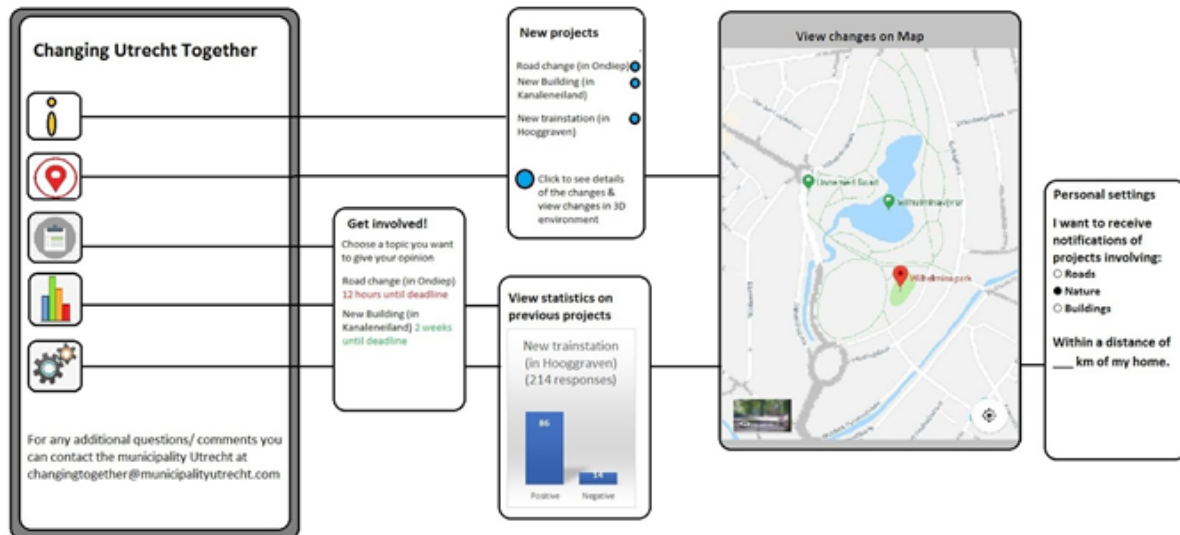 Changing Utrecht Together
For any additional questions/ comments you
can contact the municipality Utrecht at
changingtogether@municipalityutrecht.com
New projects
Road change (in Ondiep)
New Building (in
Kanaleneiland)
New trainstation (in
Hooggraven)
Click to see details
of the changes &
view changes in 3D
environment
Get involved!
Choose a topic you want
to give your opinion
Road change (in Ondiep)
12 hours until deadline
New Building (in
Kanaleneiland) 2 weeks
until deadline
View statistics on
previous projects
New trainstation
(in Hooggraven)
(214 responses)
86
14
Positive
Negative
View changes on Map
Wilhelminapark
Personal settings
I want to receive
notifications of
projects involving:
Roads
Nature
Buildings
Within a distance of
___ km of my home.